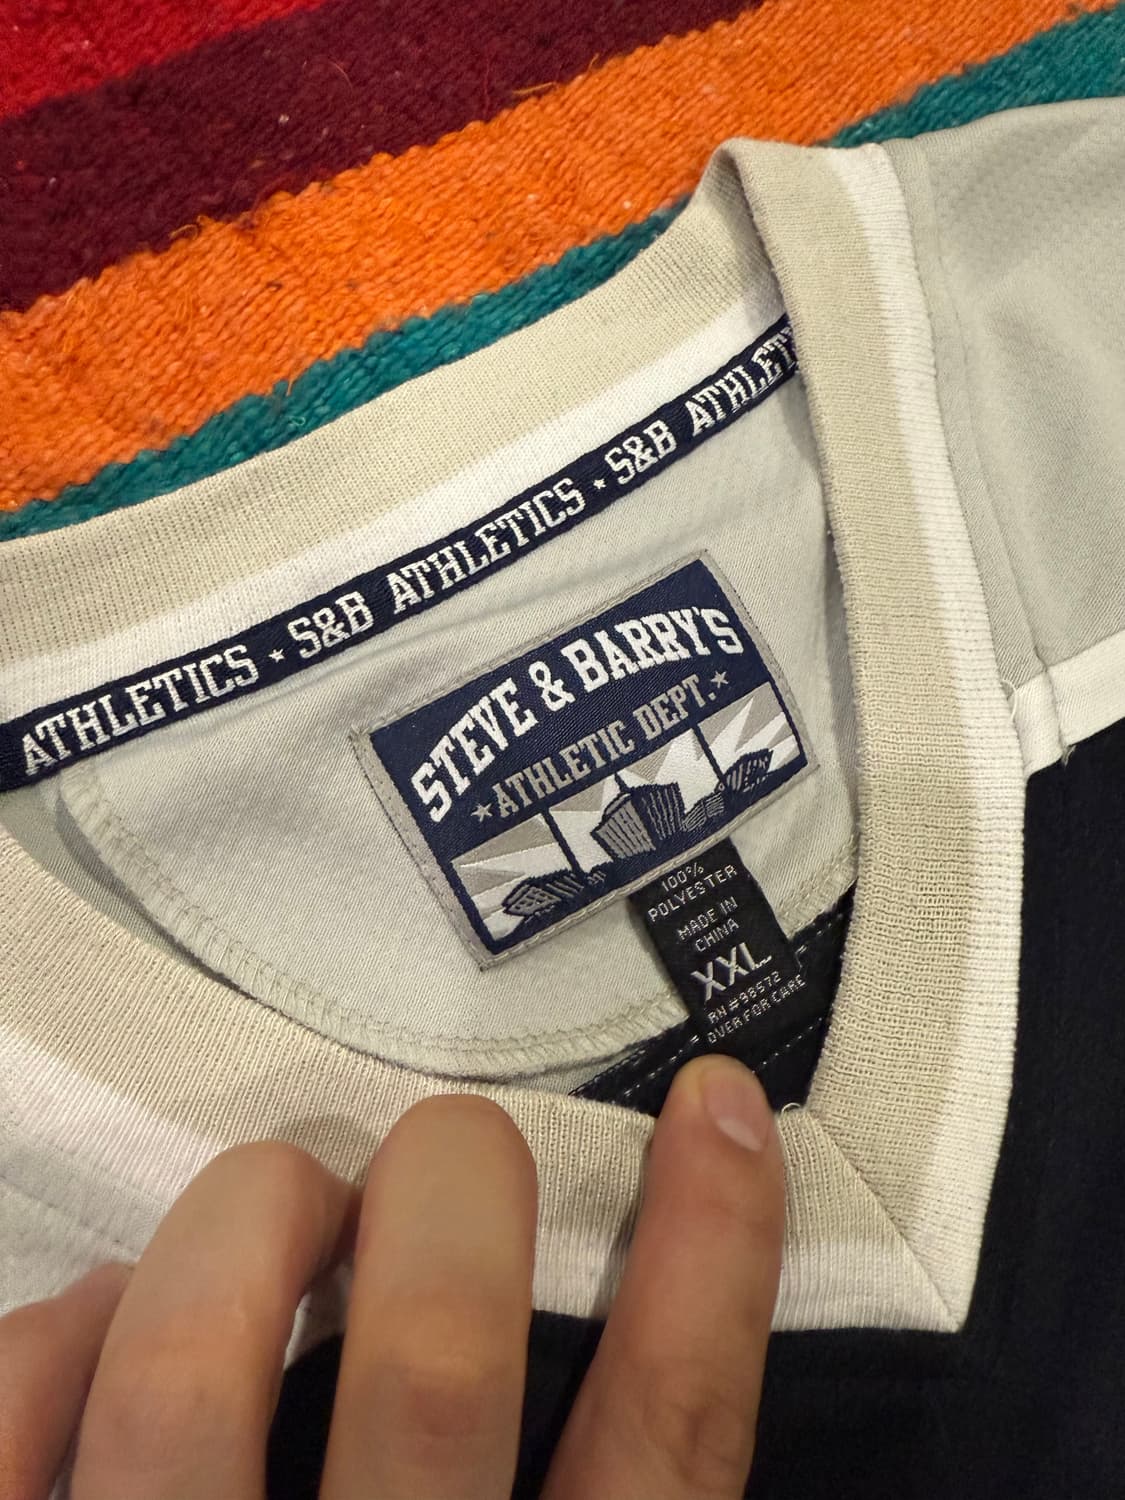 ATHLETICS ★ S&B ATHLETICS ★ S&B ATHLET
STEVE & BARRY'S
★ATHLETIC DEPT.★
100%
POLYESTER
MADE IN
CHINA
XXL
RN #98572
OVER FOR CARE